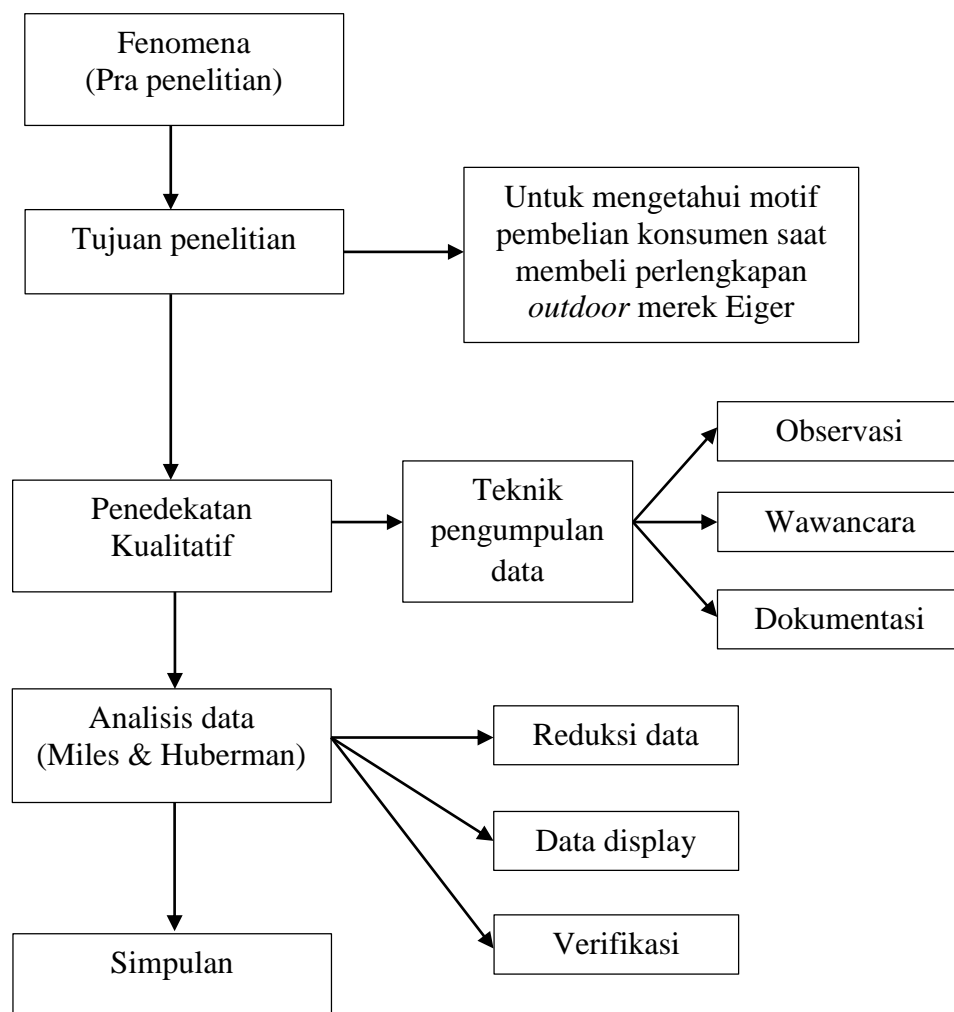 Fenomena
(Pra penelitian)
Tujuan penelitian
Untuk mengetahui motif
pembelian konsumen saat
membeli perlengkapan
outdoor merek Eiger
Penedekatan
Kualitatif
Teknik
pengumpulan
data
Observasi
Wawancara
Dokumentasi
Analisis data
(Miles & Huberman)
Reduksi data
Data display
Verifikasi
Simpulan